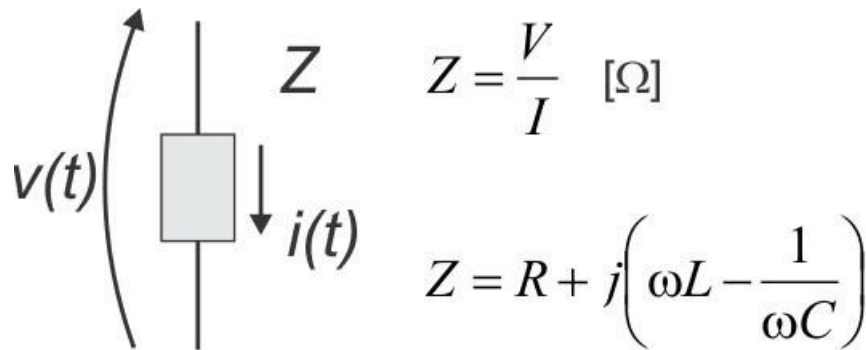 Z
v(t)
i(t)
Z = V/I [Ω]
Z = R + j(ωL − 1/ωC)